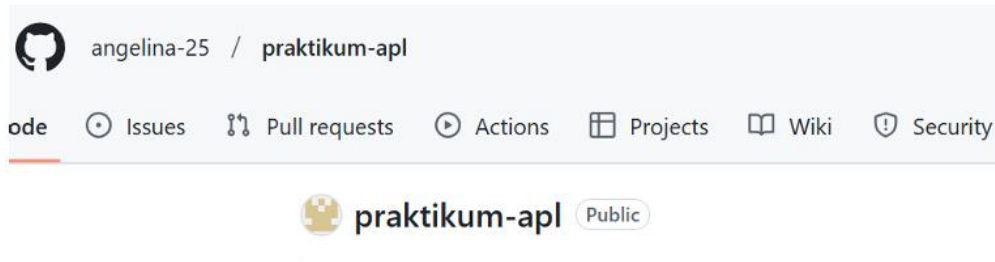 angelina-25 / praktikum-apl
ode Issues Pull requests Actions Projects Wiki Security
praktikum-apl Public